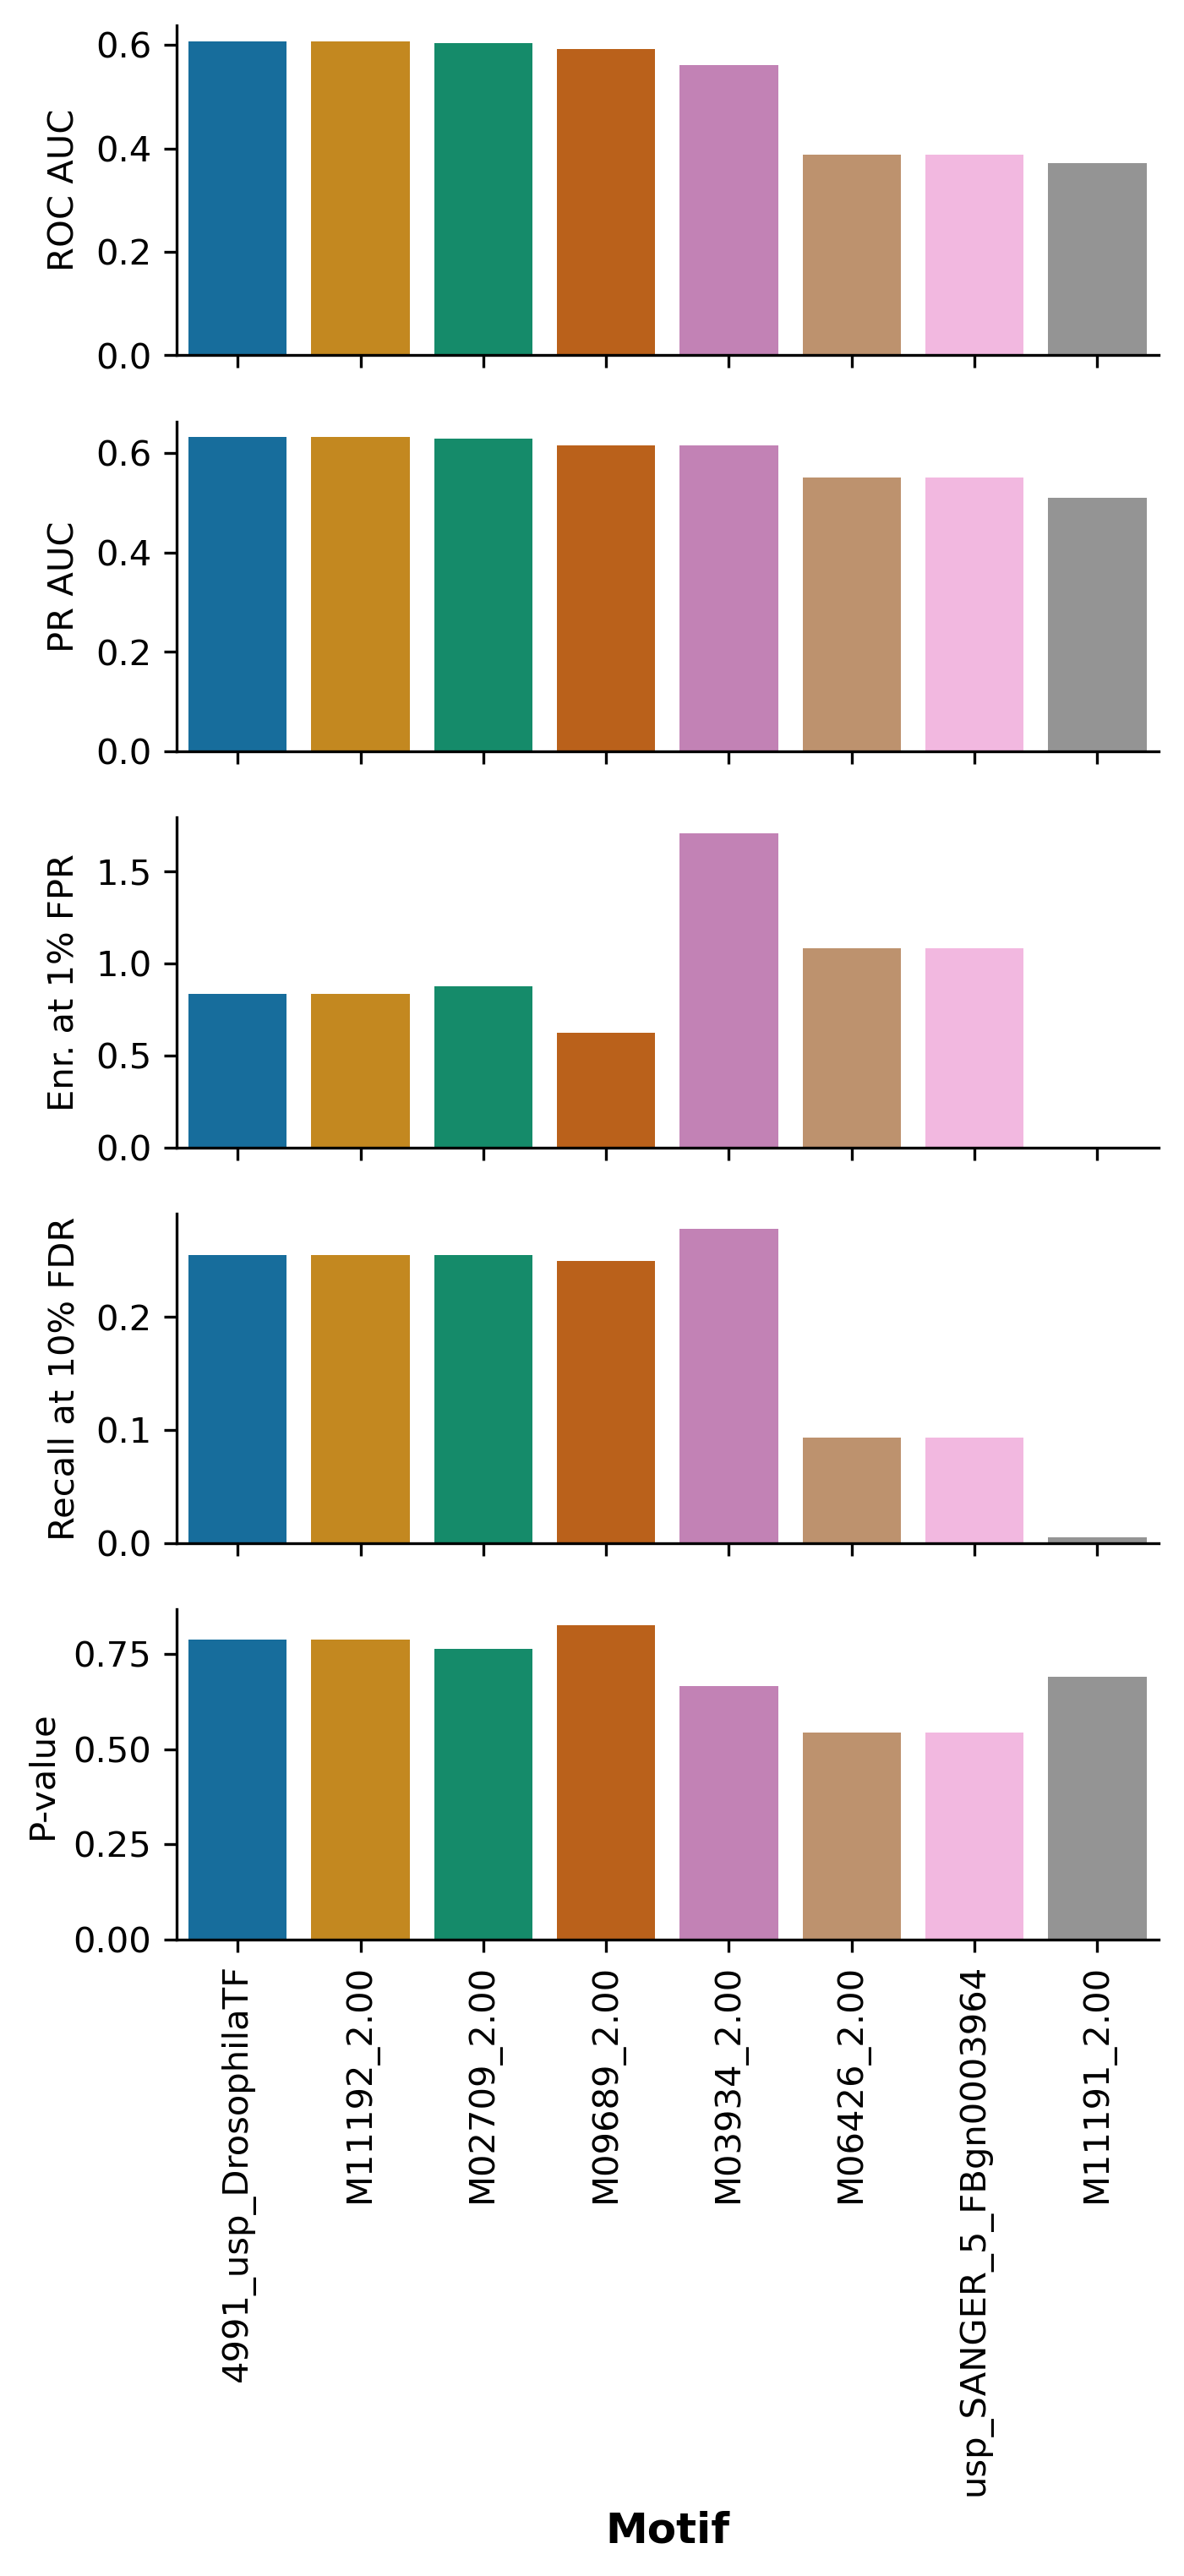 0.6
0.4
0.2
0.0
ROC AUC
0.6
0.4
0.2
0.0
PR AUC
1.5
1.0
0.5
0.0
Enr. at 1% FPR
0.2
0.1
0.0
Recall at 10% FDR
0.75
0.50
0.25
0.00
P-value
4991_usp_DrosophilaTF
M11192_2.00
M02709_2.00
M09689_2.00
M03934_2.00
M06426_2.00
usp_SANGER_5_FBgn0003964
M11191_2.00
Motif